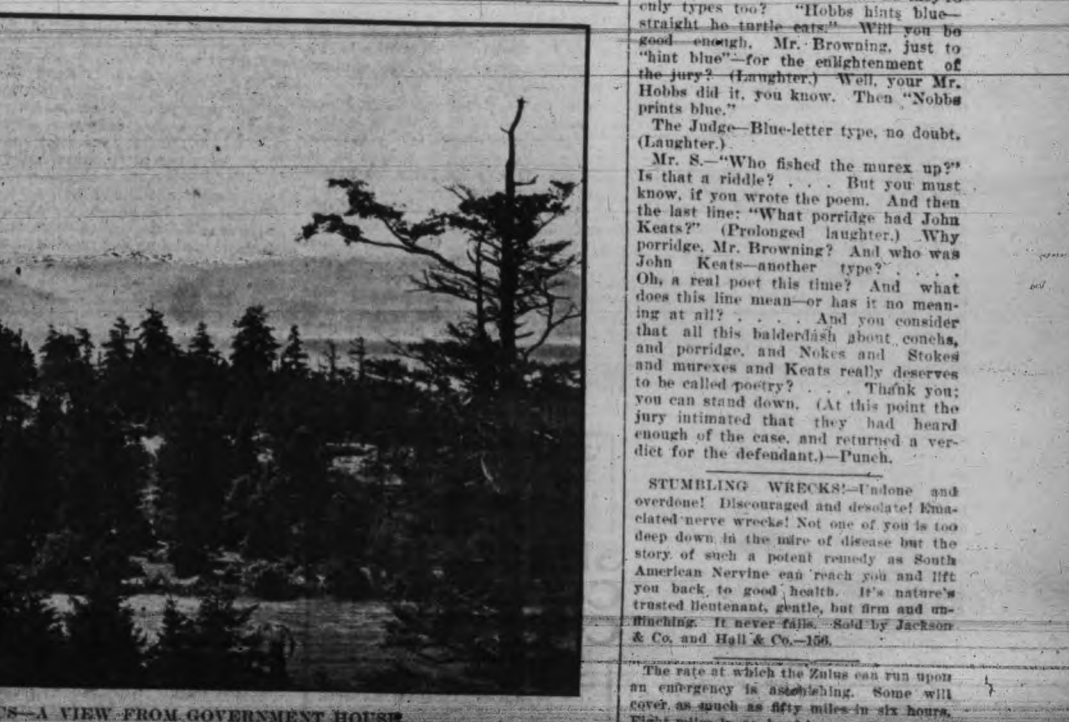 only types too? "Hobbs hints blue—
straight he turtle eats." Will you be
good enough, Mr. Browning, just to
"hint blue"—for the enlightenment of
the jury? (Laughter.) Well, your Mr.
Hobbs did it, you know. Then "Nobbs
prints blue."
The Judge—Blue-letter type, no doubt.
(Laughter.)
Mr. S.—"Who fished the murex up?"
Is that a riddle? . . . But you must
know, if you wrote the poem. And then
the last line: "What porridge had John
Keats?" (Prolonged laughter.) Why
porridge, Mr. Browning? And who was
John Keats—another type? . . . .
Oh, a real poet this time? And what
does this line mean—or has it no mean-
ing at all? . . . . And you consider
that all this balderdash about conchs,
and porridge, and Nokes and Stokes
and murexes and Keats really deserves
to be called poetry? . . . Thank you;
you can stand down. (At this point the
jury intimated that they had heard
enough of the case, and returned a ver-
dict for the defendant.)—Punch.
STUMBLING WRECKS!—Undone and
overdone! Discouraged and desolate! Ema-
ciated nerve wrecks! Not one of you is too
deep down in the mire of disease but the
story of such a potent remedy as South
American Nervine can reach you and lift
you back to good health. It's nature's
trusted lieutenant, gentle, but firm and un-
flinching. It never fails. Sold by Jackson
& Co. and Hall & Co.—156.
The rate at which the Zulus can run upon
an emergency is astonishing. Some will
cover as much as fifty miles in six hours.
—A VIEW FROM GOVERNMENT HOUSE